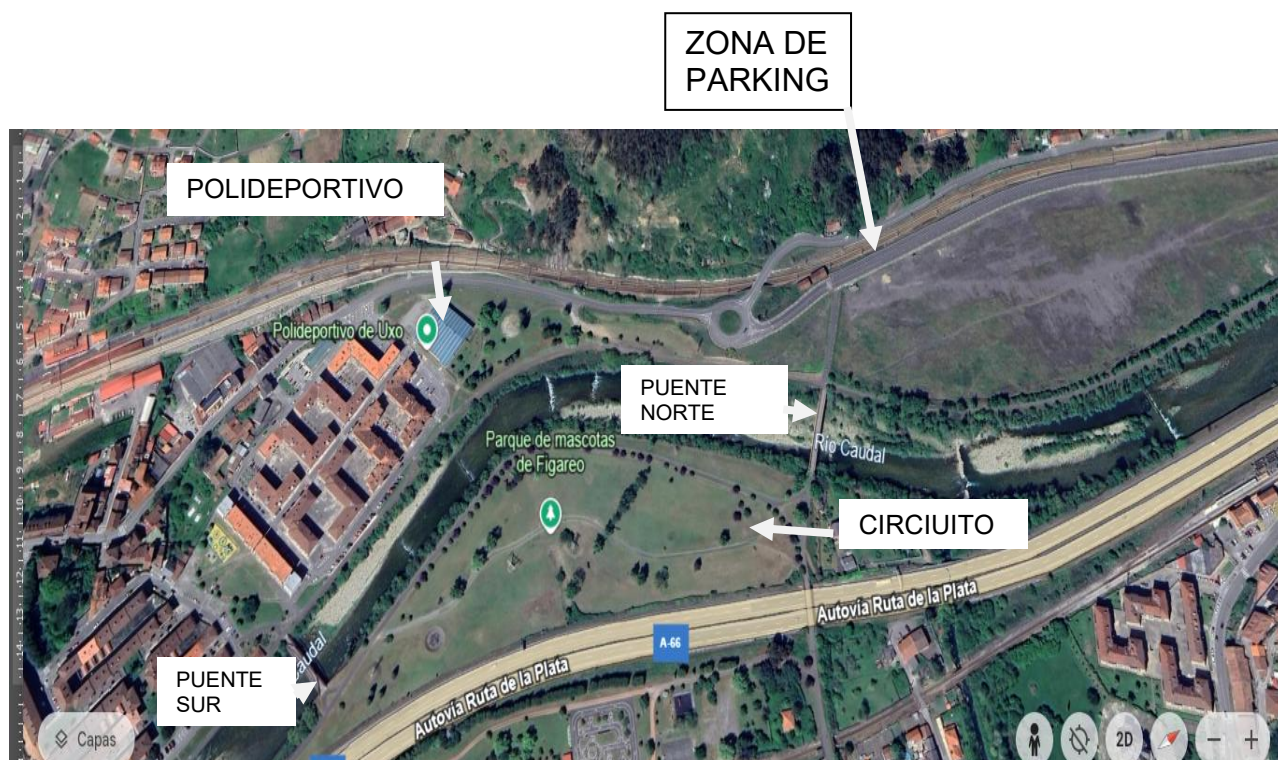 ZONA DE
PARKING
POLIDEPORTIVO
Polideportivo de Uxo
PUENTE
NORTE
Parque de mascotas
de Figareo
Río Caudal
CIRCIUITO
Autovía Ruta de la Plata
A-66
Autovía Ruta de la Plata
Caudal
PUENTE
SUR
Capas
2D